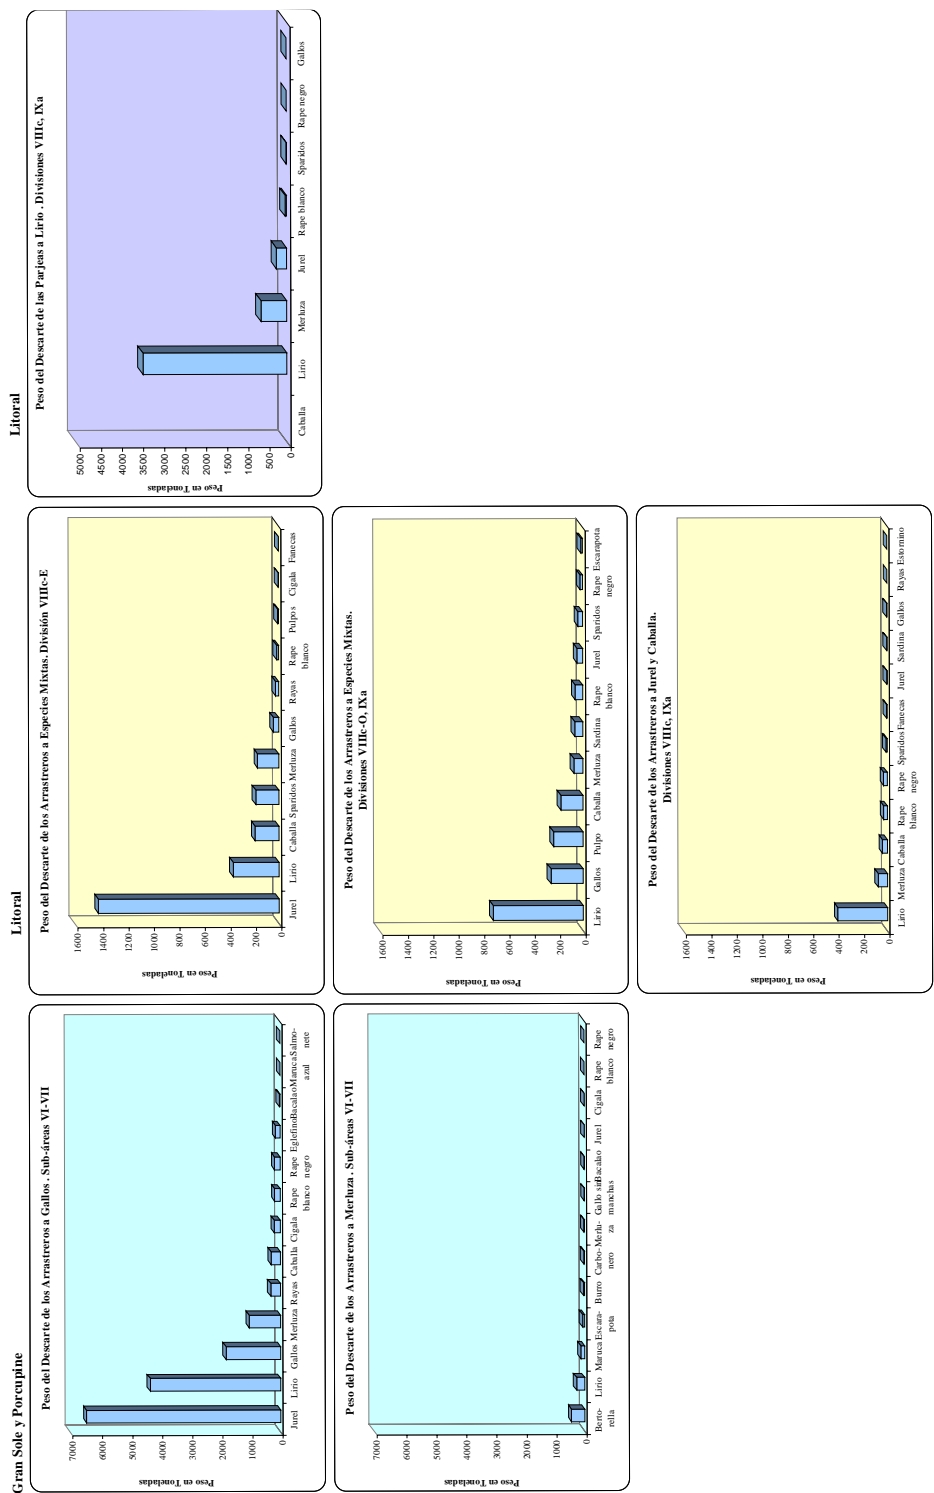 Gran Sole y Porcupine
Peso del Descarte de los Arrastreros a Gallos . Sub-áreas VI-VII
Peso en Toneladas
7000
6000
5000
4000
3000
2000
1000
0
Jurel
Lirio
Gallos
Merluza
Rayas
Caballa
Cigala
Rape
blanco
Rape
negro
Eglefino
Bacalao
Maruca
azul
Salmo-
nete
Peso del Descarte de los Arrastreros a Merluza . Sub-áreas VI-VII
Peso en Toneladas
7000
6000
5000
4000
3000
2000
1000
0
Berto-
rella
Lirio
Maruca
Escara-
pota
Burro
Carbo-
nero
Merlu-
za
Gallo sin
manchas
Bacalao
Jurel
Cigala
Rape
blanco
Rape
negro
Litoral
Peso del Descarte de los Arrastreros a Especies Mixtas. División VIIIc-E
Peso en Toneladas
1600
1400
1200
1000
800
600
400
200
0
Jurel
Lirio
Caballa
Sparidos
Merluza
Gallos
Rayas
Rape
blanco
Pulpos
Cigala
Fanecas
Peso del Descarte de los Arrastreros a Especies Mixtas.
Divisiones VIIIc-O, IXa
Peso en Toneladas
1600
1400
1200
1000
800
600
400
200
0
Lirio
Gallos
Pulpo
Caballa
Merluza
Sardina
Rape
blanco
Jurel
Sparidos
Rape
negro
Escarapota
Peso del Descarte de los Arrastreros a Jurel y Caballa.
Divisiones VIIIc, IXa
Peso en Toneladas
1600
1400
1200
1000
800
600
400
200
0
Lirio
Merluza
Caballa
Rape
blanco
Rape
negro
Sparidos
Fanecas
Jurel
Sardina
Gallos
Rayas
Estornino
Litoral
Peso del Descarte de las Parjeas a Lirio . Divisiones VIIIc, IXa
Peso en Toneladas
5000
4500
4000
3500
3000
2500
2000
1500
1000
500
0
Caballa
Lirio
Merluza
Jurel
Rape blanco
Sparidos
Rape negro
Gallos